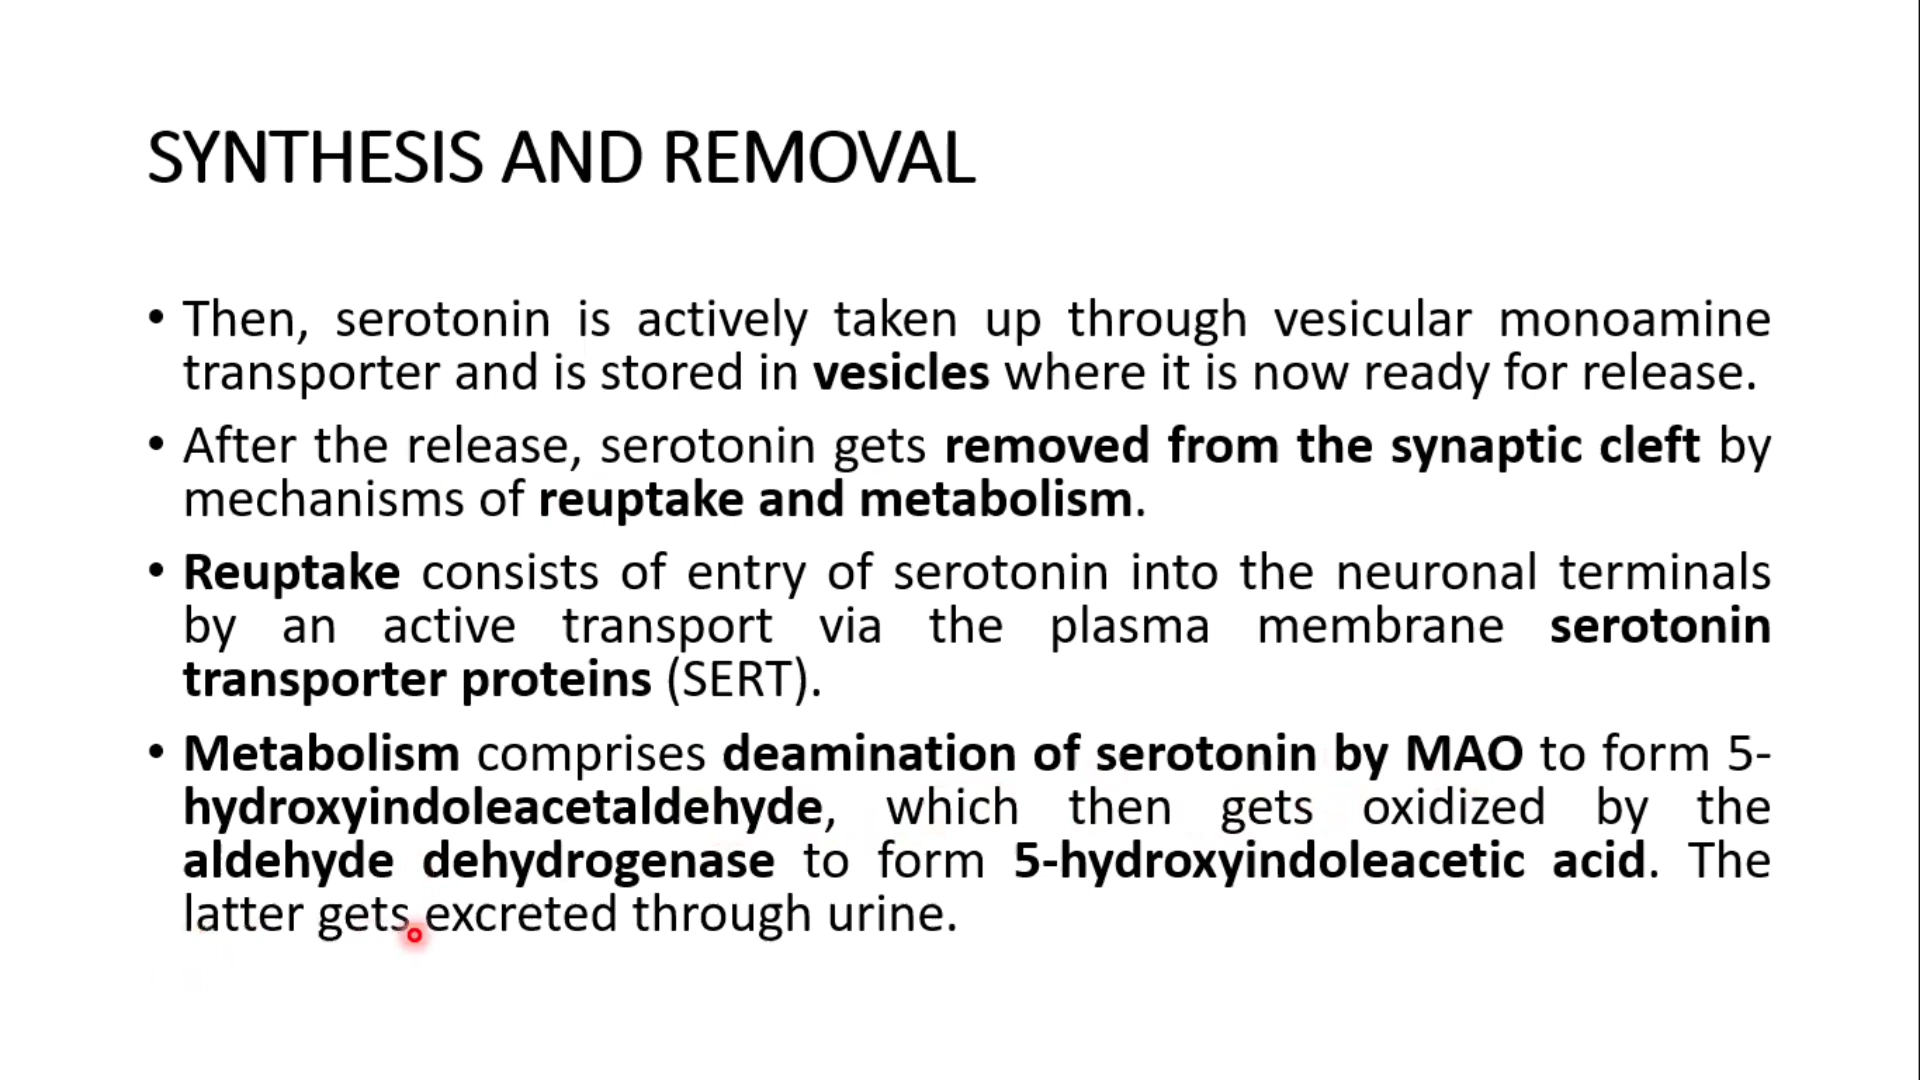 SYNTHESIS AND REMOVAL
• Then, serotonin is actively taken up through vesicular monoamine
transporter and is stored in vesicles where it is now ready for release.
• After the release, serotonin gets removed from the synaptic cleft by
mechanisms of reuptake and metabolism.
• Reuptake consists of entry of serotonin into the neuronal terminals
by an active transport via the plasma membrane serotonin
transporter proteins (SERT).
• Metabolism comprises deamination of serotonin by MAO to form 5-
hydroxyindoleacetaldehyde, which then gets oxidized by the
aldehyde dehydrogenase to form 5-hydroxyindoleacetic acid. The
latter gets excreted through urine.